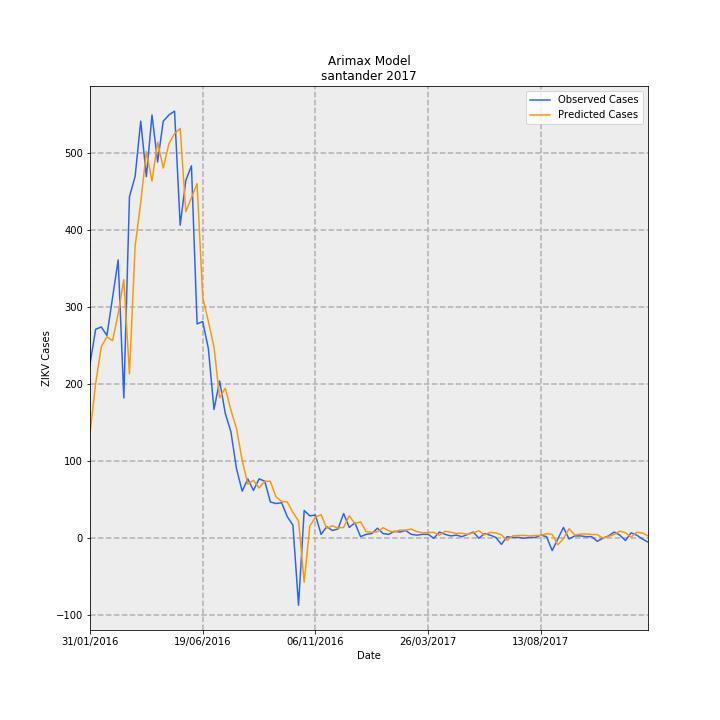 Arimax Model
santander 2017
Observed Cases
Predicted Cases
ZIKV Cases
500
400
300
200
100
0
−100
31/01/2016
19/06/2016
06/11/2016
26/03/2017
13/08/2017
Date